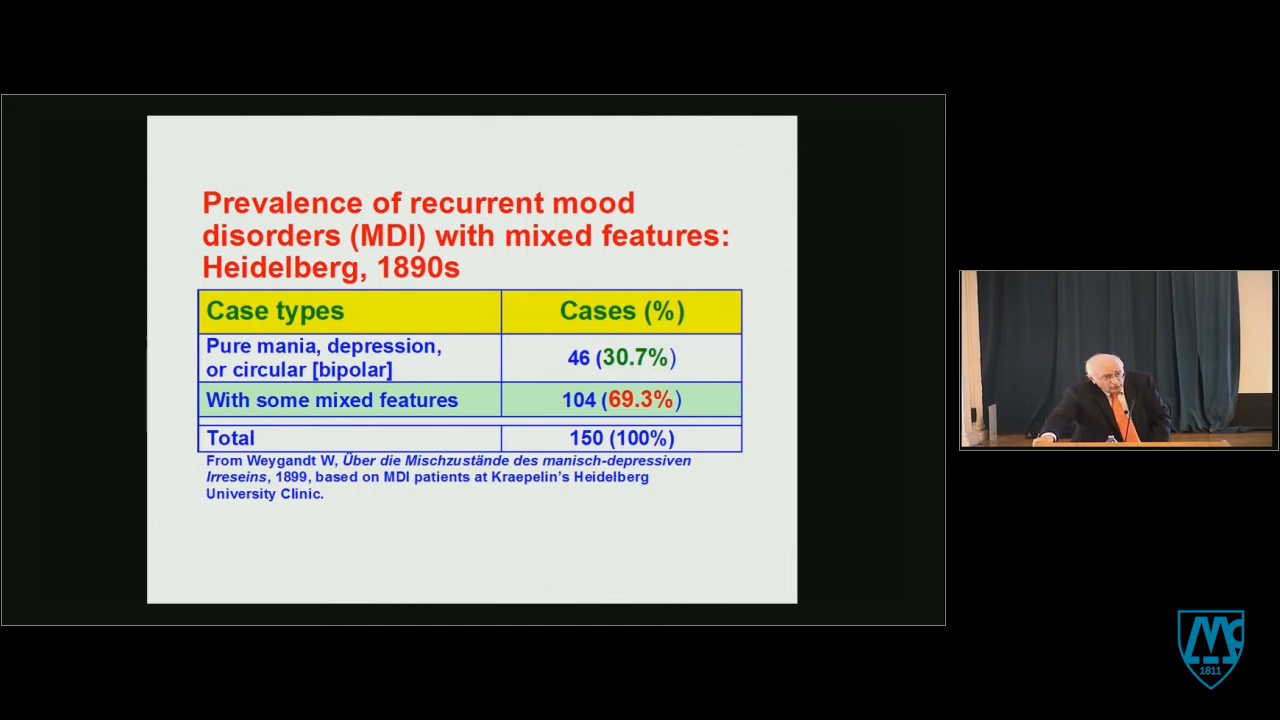 Prevalence of recurrent mood
disorders (MDI) with mixed features:
Heidelberg, 1890s
Case types
Cases (%)
Pure mania, depression,
or circular [bipolar]
46 (30.7%)
With some mixed features
104 (69.3%)
Total
150 (100%)
From Weygandt W, Über die Mischzustände des manisch-depressiven
Irreseins, 1899, based on MDI patients at Kraepelin’s Heidelberg
University Clinic.
Mc
1811